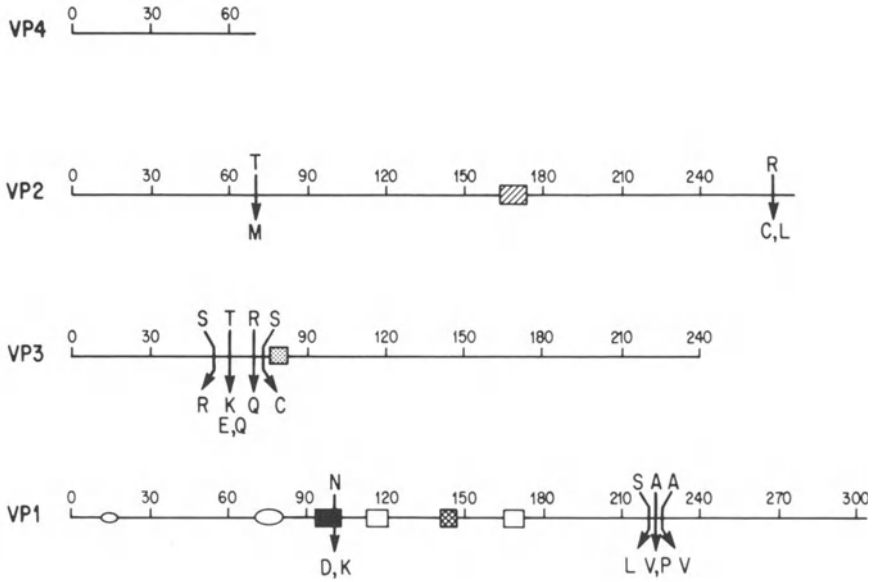 0 30 60
VP4
T R
0 30 60 90 120 150 180 210 240
VP2
M C,L
S T R S
0 30 60 90 120 150 180 210 240
VP3
R K Q C
E,Q
N S A A
0 30 60 90 120 150 180 210 240 270 300
VP1
D,K L V,P V